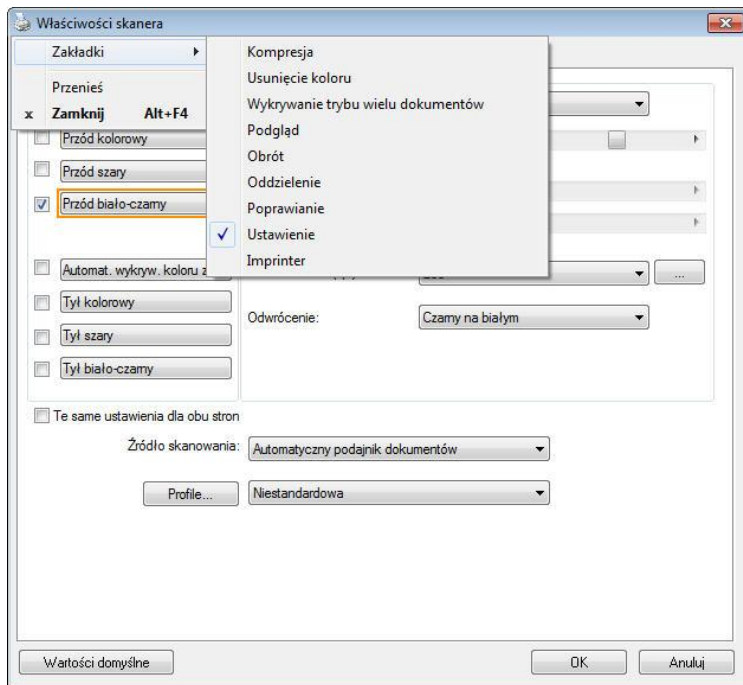 Właściwości skanera
Zakładki
Przenieś
x Zamknij Alt+F4
Kompresja
Usunięcie koloru
Wykrywanie trybu wielu dokumentów
Podgląd
Obrót
Oddzielenie
Poprawianie
Ustawienie
Imprinter
Przód kolorowy
Przód szary
Przód biało-czarny
Automat. wykryw. koloru z
Tył kolorowy
Tył szary
Tył biało-czarny
...
Odwrócenie: Czarny na białym
Te same ustawienia dla obu stron
Źródło skanowania: Automatyczny podajnik dokumentów
Profile... Niestandardowa
Wartości domyślne OK Anuluj